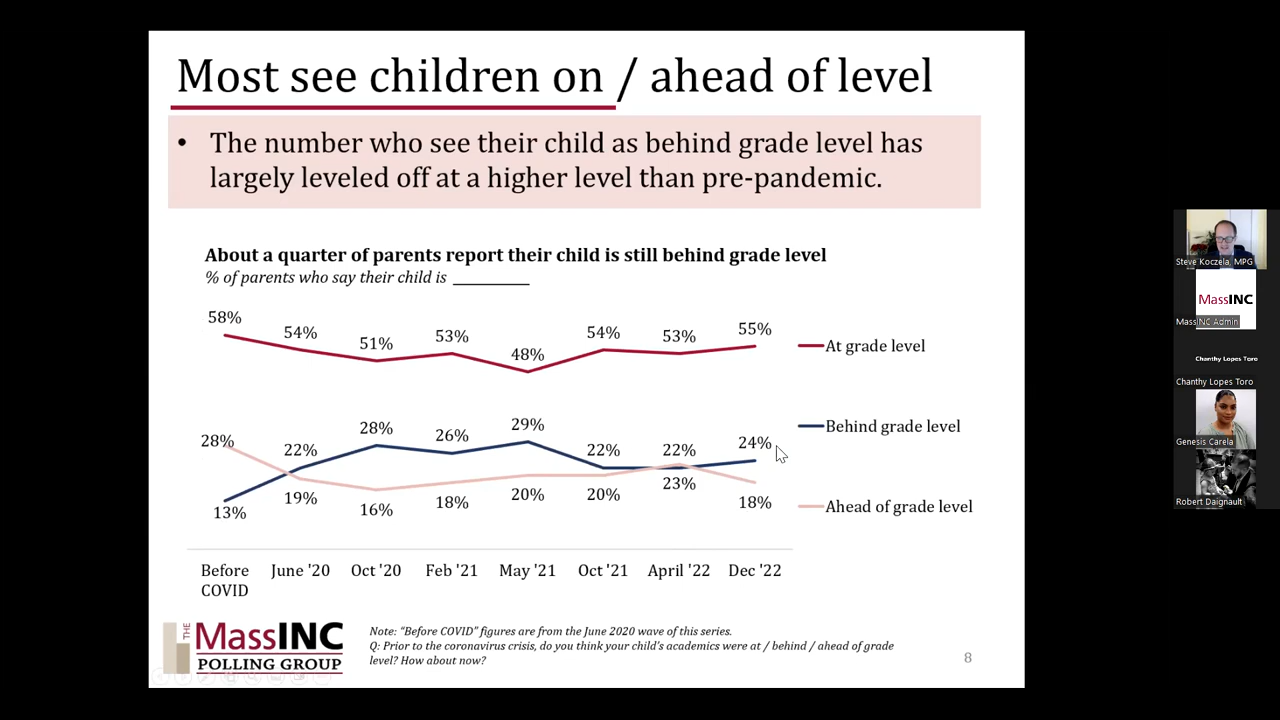 Most see children on / ahead of level
• The number who see their child as behind grade level has
largely leveled off at a higher level than pre-pandemic.
About a quarter of parents report their child is still behind grade level
% of parents who say their child is ___________
58%
54%
51%
53%
48%
54%
53%
55%
At grade level
28%
22%
28%
26%
29%
22%
22%
24%
Behind grade level
13%
19%
16%
18%
20%
20%
23%
18%
Ahead of grade level
Before
COVID
June '20
Oct '20
Feb '21
May '21
Oct '21
April '22
Dec '22
THE
MassINC
POLLING GROUP
Note: "Before COVID" figures are from the June 2020 wave of this series.
Q: Prior to the coronavirus crisis, do you think your child's academics were at / behind / ahead of grade
level? How about now?
8
Steve Koczela, MPG
MassINC
MassINC Admin
Chanthy Lopes Toro
Chanthy Lopes Toro
Genesis Carela
Robert Daignault